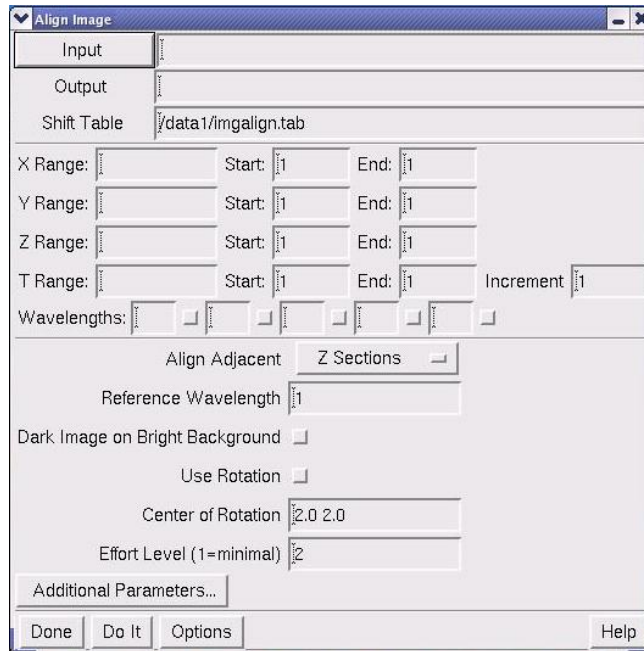 Align Image
Input
Output
Shift Table /data1/imgalign.tab
X Range: Start: 1 End: 1
Y Range: Start: 1 End: 1
Z Range: Start: 1 End: 1
T Range: Start: 1 End: 1 Increment 1
Wavelengths:
Align Adjacent Z Sections
Reference Wavelength 1
Dark Image on Bright Background
Use Rotation
Center of Rotation 2.0 2.0
Effort Level (1=minimal) 2
Additional Parameters...
Done Do It Options Help